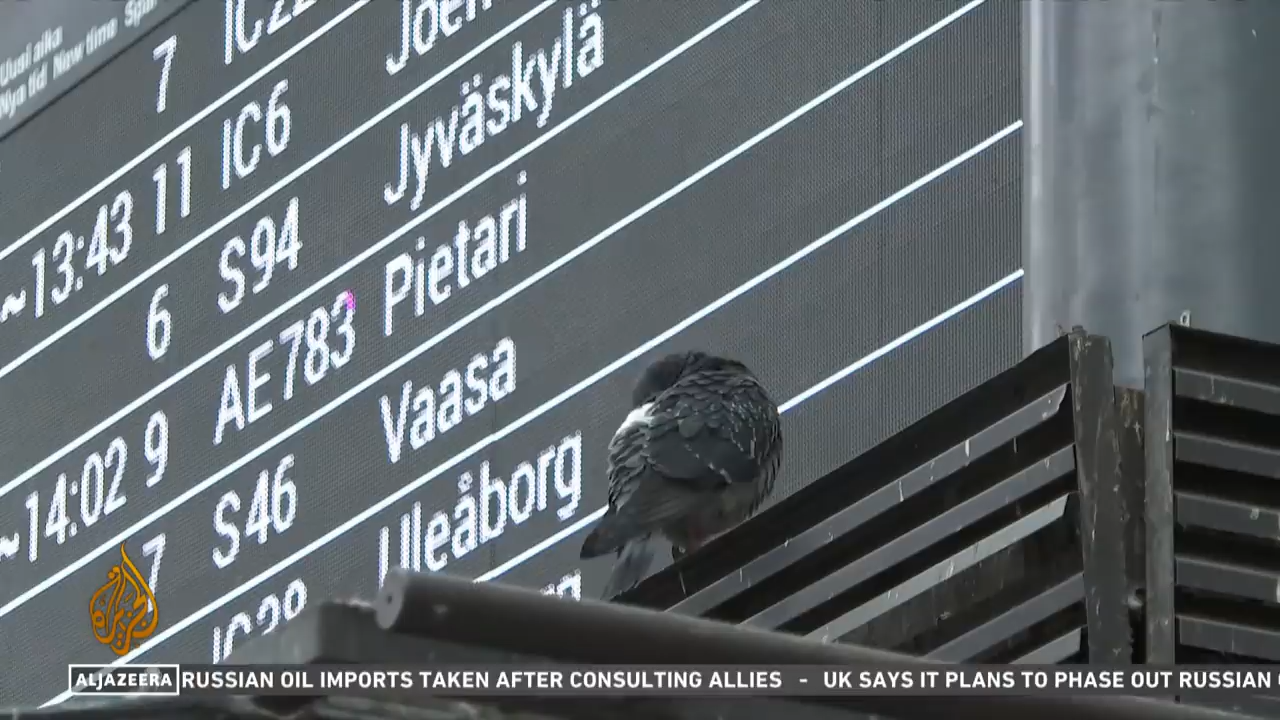 Uusi aika
Nya tid New time
7 IC22
~13:43 11 IC6 Jyväskylä
6 S94 Pietari
~14:02 9 AE783 Vaasa
7 S46 Uleåborg
ALJAZEERA RUSSIAN OIL IMPORTS TAKEN AFTER CONSULTING ALLIES - UK SAYS IT PLANS TO PHASE OUT RUSSIAN
الجزيرة